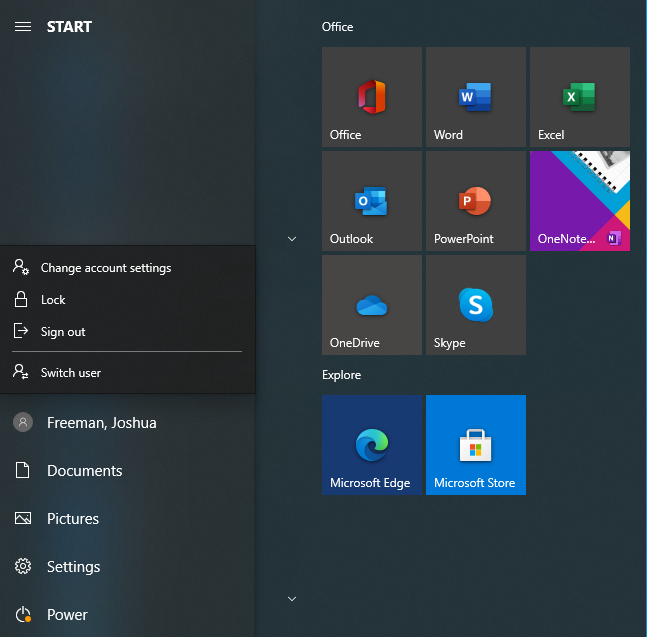 START
Change account settings
Lock
Sign out
Switch user
Freeman, Joshua
Documents
Pictures
Settings
Power
Office
Office
Word
Excel
Outlook
PowerPoint
OneNote...
OneDrive
Skype
Explore
Microsoft Edge
Microsoft Store